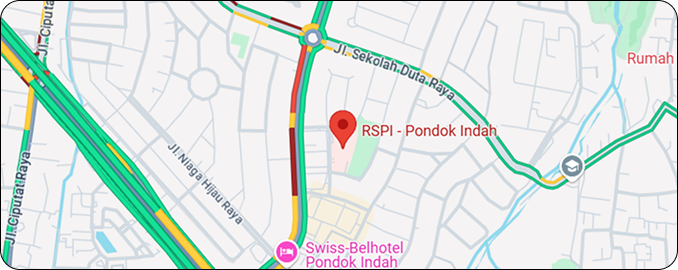 Jl. Ciputat Raya
Jl. Sekolah Duta Raya
Rumah
RSPI - Pondok Indah
Jl. Niaga Hijau Raya
Jl. Ciputat Raya
Swiss-Belhotel
Pondok Indah